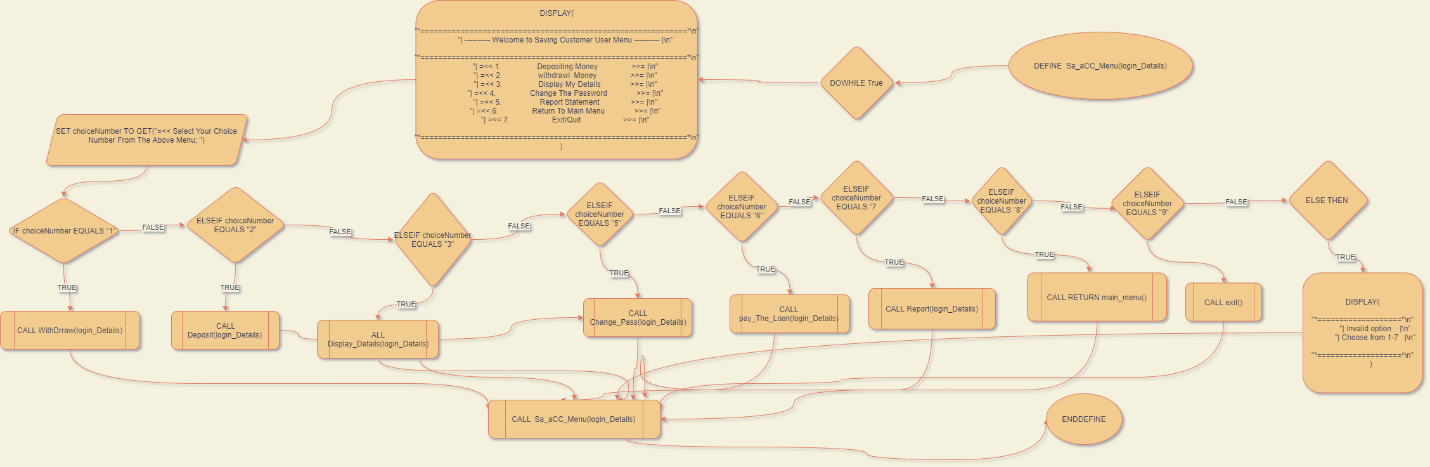 DISPLAY(
"*=========================================================*\n"
"| ---------- Welcome to Saving Customer User Menu ---------- |\n"
"*=========================================================*\n"
"| =<< 1. Depositing Money >>= |\n"
"| =<< 2. withdrawl Money >>= |\n"
"| =<< 3. Display My Details >>= |\n"
"| =<< 4. Change The Password >>= |\n"
"| =<< 5. Report Statement >>= |\n"
"| =<< 6. Return To Main Menu >>= |\n"
"| =<< 7. Exit/Quit >>= |\n"
"*=========================================================*\n"
)
DOWHILE True
DEFINE Sa_aCC_Menu(login_Details)
SET choiceNumber TO GET("=<< Select Your Choice
Number From The Above Menu; ")
IF choiceNumber EQUALS "1"
FALSE
ELSEIF choiceNumber
EQUALS "2"
FALSE
ELSEIF choiceNumber
EQUALS "3"
FALSE
ELSEIF
choiceNumber
EQUALS "5"
FALSE
ELSEIF
choiceNumber
EQUALS "6"
FALSE
ELSEIF
choiceNumber
EQUALS "7
FALSE
ELSEIF
choiceNumber
EQUALS "8"
FALSE
ELSEIF
choiceNumber
EQUALS "9"
FALSE
ELSE THEN
TRUE
TRUE
TRUE
TRUE
TRUE
TRUE
TRUE
TRUE
CALL WithDrraw(login_Details)
CALL
Deposit(login_Details)
ALL
Display_Details(login_Details)
CALL
Change_Pass(login_Details)
CALL
pay_The_Loan(login_Details)
CALL Report(login_Details)
CALL RETURN main_menu()
CALL exit()
DISPLAY(
"*===================*\n"
"| Invalid option |\n"
"| Choose from 1-7 |\n"
"*===================*\n"
)
CALL Sa_aCC_Menu(login_Details)
ENDDEFINE